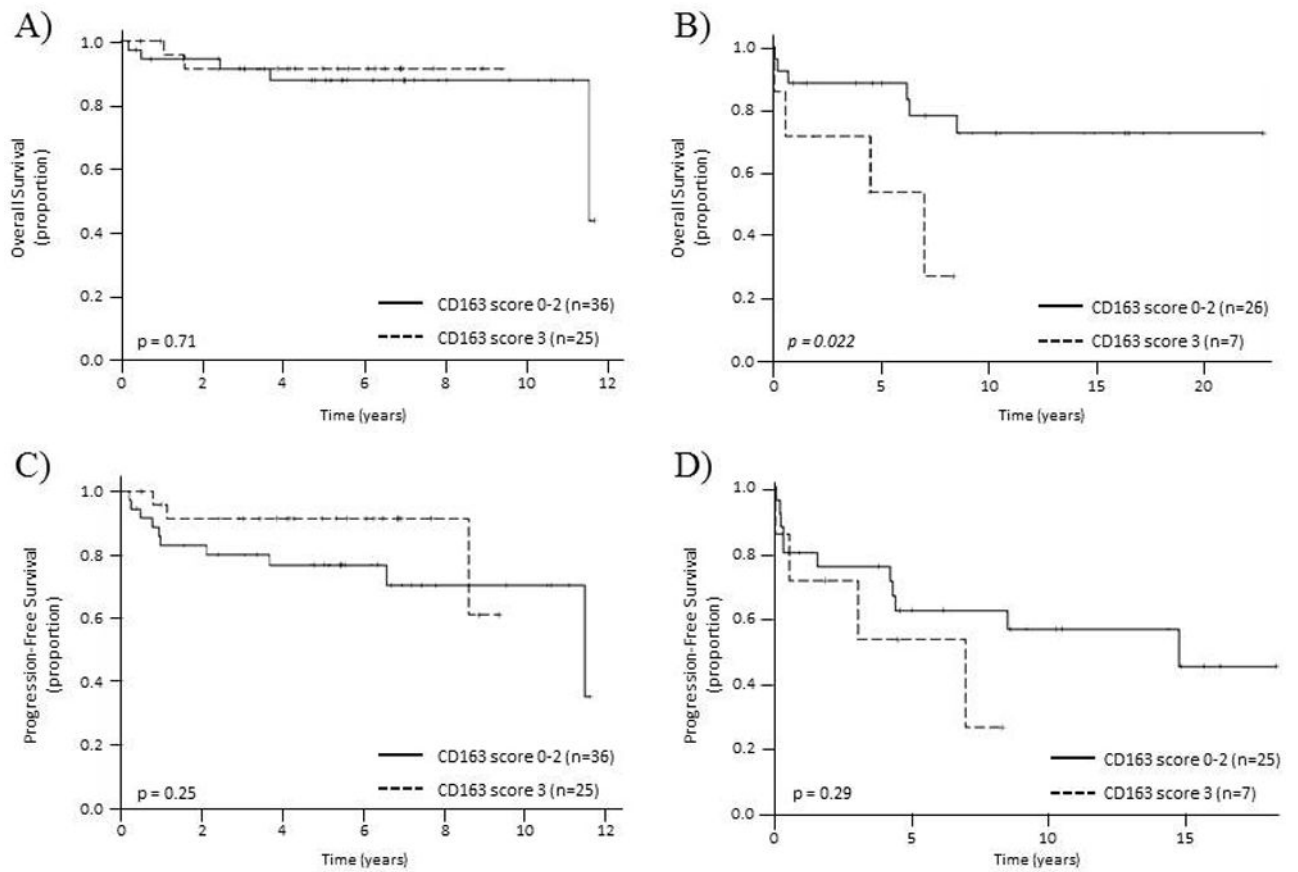 A)
1.0
0.8
0.6
0.4
0.2
0.0
Overall Survival
(proportion)
CD163 score 0-2 (n=36)
CD163 score 3 (n=25)
p = 0.71
0 2 4 6 8 10 12
Time (years)
B)
1.0
0.8
0.6
0.4
0.2
0.0
Overall Survival
(proportion)
CD163 score 0-2 (n=26)
CD163 score 3 (n=7)
p = 0.022
0 5 10 15 20
Time (years)
C)
1.0
0.8
0.6
0.4
0.2
0.0
Progression-Free Survival
(proportion)
CD163 score 0-2 (n=36)
CD163 score 3 (n=25)
p = 0.25
0 2 4 6 8 10 12
Time (years)
D)
1.0
0.8
0.6
0.4
0.2
0.0
Progression-Free Survival
(proportion)
CD163 score 0-2 (n=25)
CD163 score 3 (n=7)
p = 0.29
0 5 10 15
Time (years)